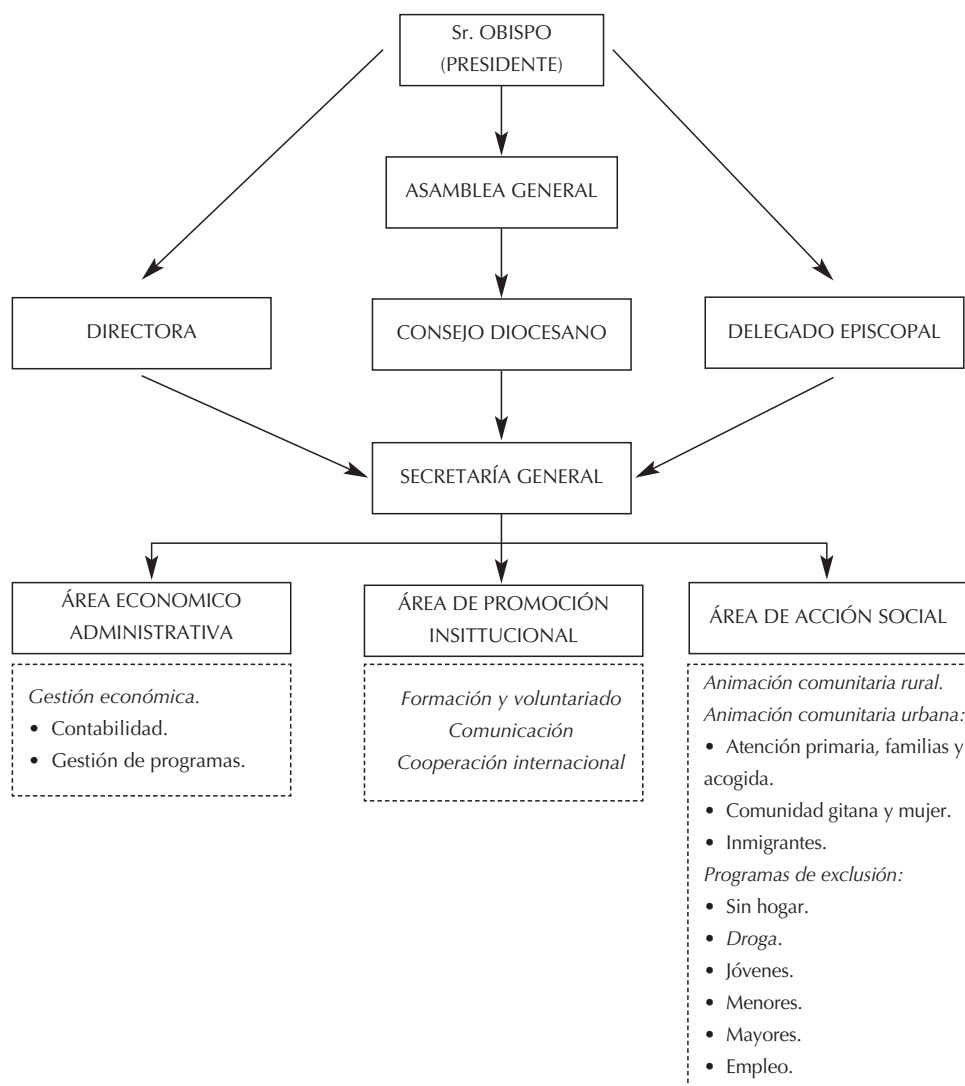 Sr. OBISPO
(PRESIDENTE)
ASAMBLEA GENERAL
DIRECTORA
CONSEJO DIOCESANO
DELEGADO EPISCOPAL
SECRETARÍA GENERAL
ÁREA ECONOMICO
ADMINISTRATIVA
ÁREA DE PROMOCIÓN
INSITTUCIONAL
ÁREA DE ACCIÓN SOCIAL
Gestión económica.
• Contabilidad.
• Gestión de programas.
Formación y voluntariado
Comunicación
Cooperación internacional
Animación comunitaria rural.
Animación comunitaria urbana:
• Atención primaria, familias y
acogida.
• Comunidad gitana y mujer.
• Inmigrantes.
Programas de exclusión:
• Sin hogar.
• Droga.
• Jóvenes.
• Menores.
• Mayores.
• Empleo.